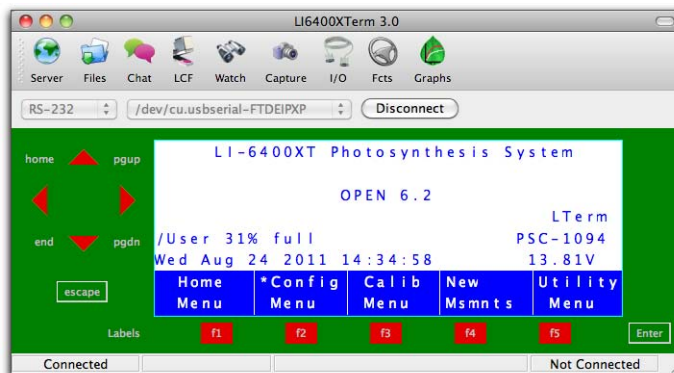 LI6400XTerm 3.0
Server Files Chat LCF Watch Capture I/O Fcts Graphs
RS-232 /dev/cu.usbserial-FTDEIPXP Disconnect
home pgup
end pgdn
escape
LI-6400XT Photosynthesis System
OPEN 6.2
LTerm
/User 31% full PSC-1094
Wed Aug 24 2011 14:34:58 13.81V
Home *Config Calib New Utility
Menu Menu Menu Msmnts Menu
Labels f1 f2 f3 f4 f5 Enter
Connected Not Connected